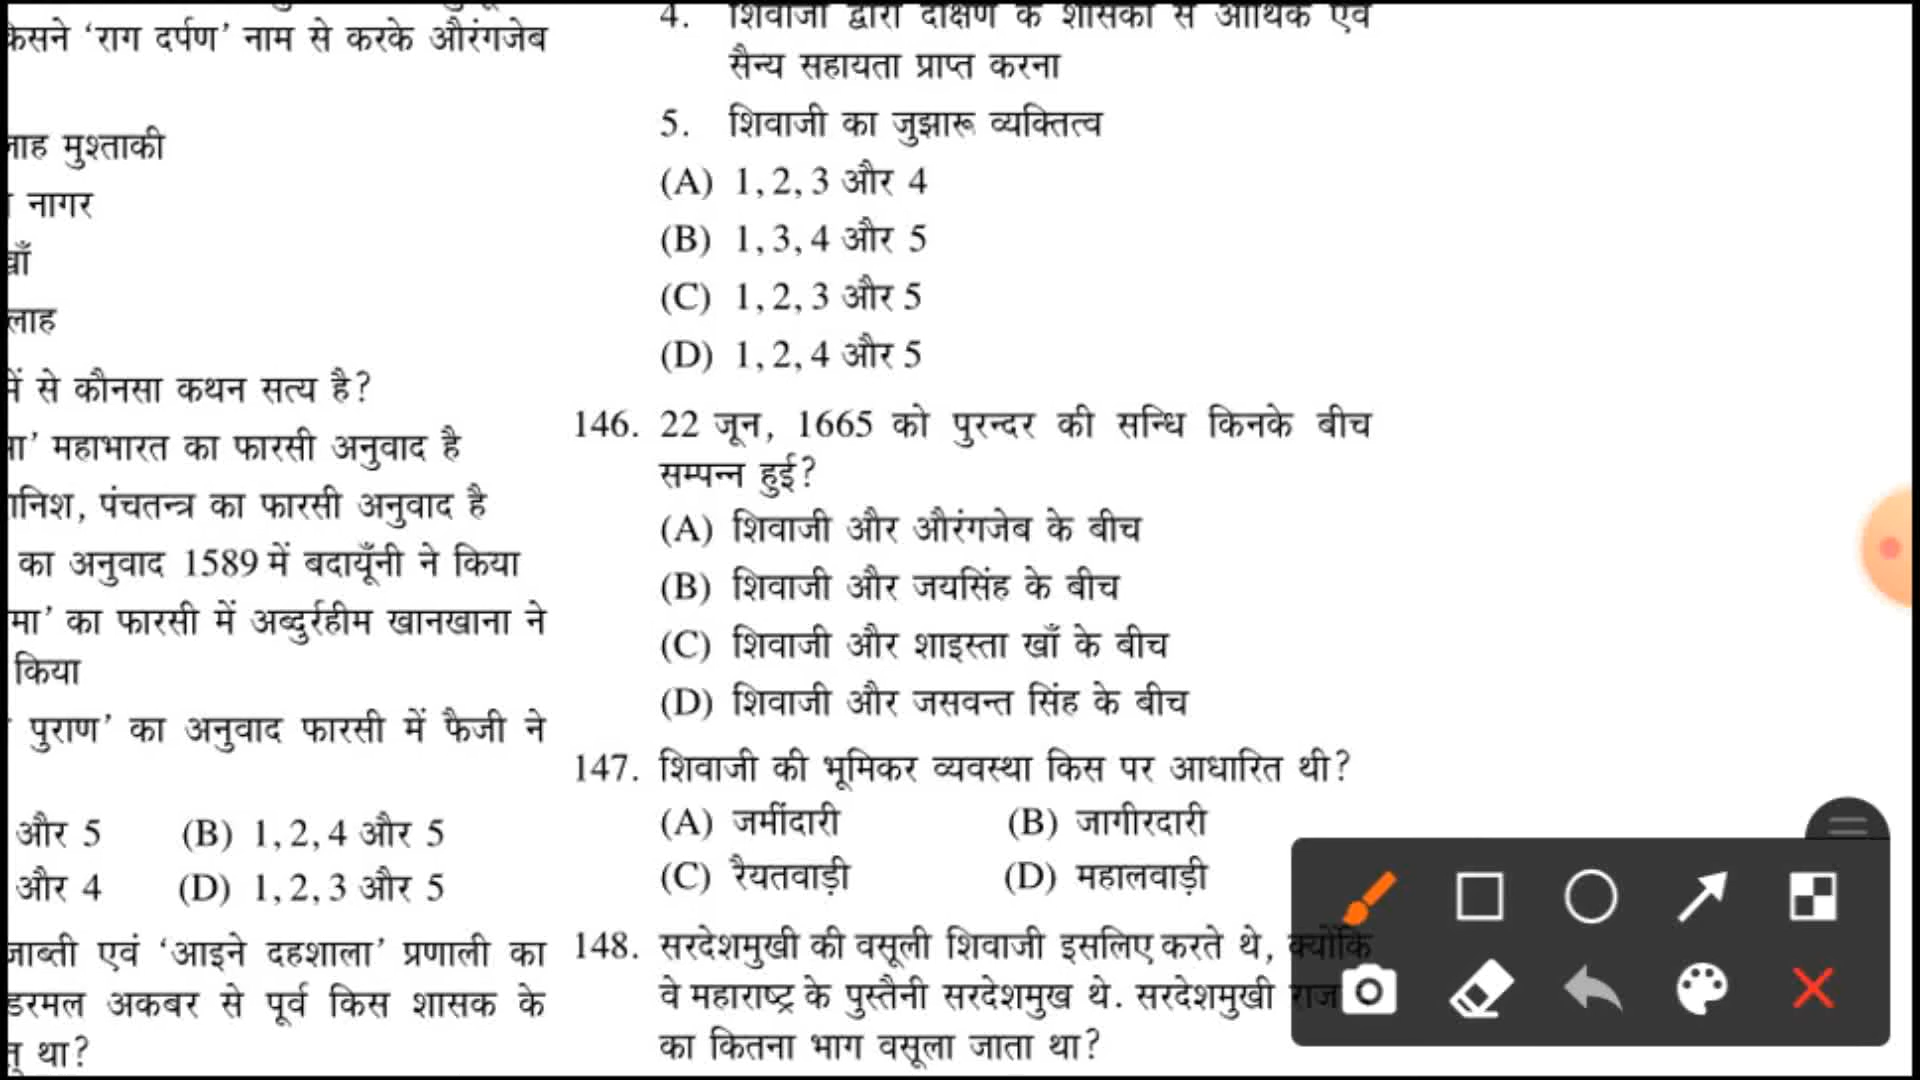 केसने ‘राग दर्पण’ नाम से करके औरंगजेब
मुश्ताकी
नागर
में से कौनसा कथन सत्य है?
महाभारत का फारसी अनुवाद है
पंचतन्त्र का फारसी अनुवाद है
का अनुवाद 1589 में बदायूँनी ने किया
का फारसी में अब्दुर्रहीम खानखाना ने
किया
पुराण’ का अनुवाद फारसी में फैजी ने
और 5 (B) 1, 2, 4 और 5
और 4 (D) 1, 2, 3 और 5
एवं ‘आइने दहशाला’ प्रणाली का
अकबर से पूर्व किस शासक के
था?
4. शिवाजी द्वारा दक्षिण के शासकों से आर्थिक एवं
सैन्य सहायता प्राप्त करना
5. शिवाजी का जुझारू व्यक्तित्व
(A) 1, 2, 3 और 4
(B) 1, 3, 4 और 5
(C) 1, 2, 3 और 5
(D) 1, 2, 4 और 5
146. 22 जून, 1665 को पुरन्दर की सन्धि किनके बीच
सम्पन्न हुई?
(A) शिवाजी और औरंगजेब के बीच
(B) शिवाजी और जयसिंह के बीच
(C) शिवाजी और शाइस्ता खाँ के बीच
(D) शिवाजी और जसवन्त सिंह के बीच
147. शिवाजी की भूमिकर व्यवस्था किस पर आधारित थी?
(A) जमींदारी (B) जागीरदारी
(C) रैयतवाड़ी (D) महालवाड़ी
148. सरदेशमुखी की वसूली शिवाजी इसलिए करते थे, क्योंकि
वे महाराष्ट्र के पुस्तैनी सरदेशमुख थे. सरदेशमुखी राज
का कितना भाग वसूला जाता था?